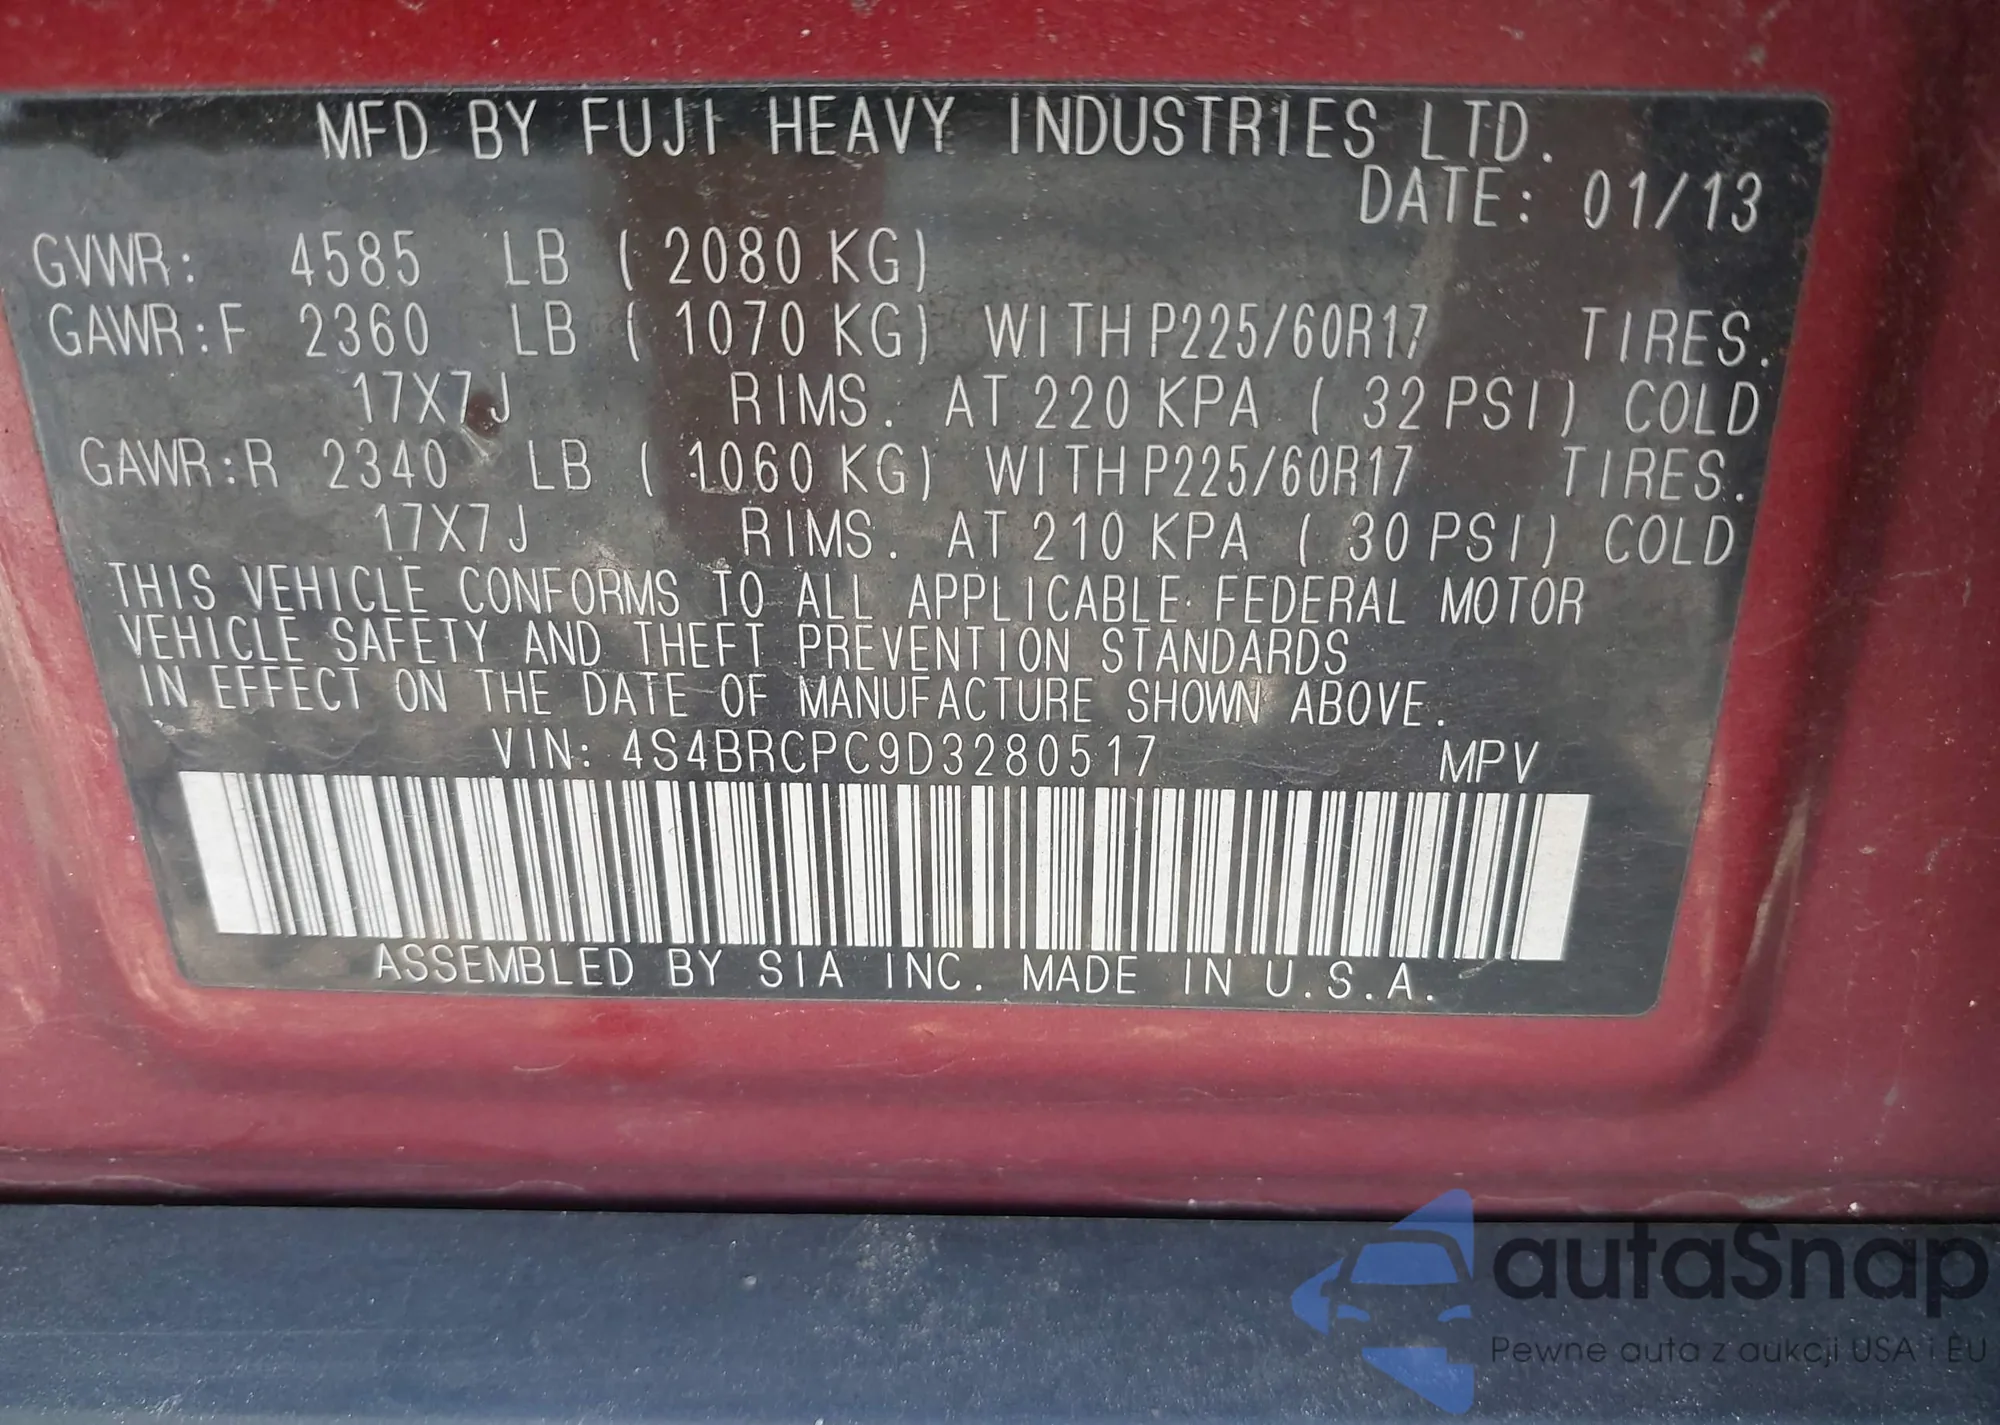 MFD BY FUJI HEAVY INDUSTRIES LTD.
DATE: 01/13
GVWR: 4585 LB ( 2080 KG)
GAWR:F 2360 LB ( 1070 KG) WITH P225/60R17 TIRES.
17X7J RIMS. AT 220 KPA ( 32 PSI) COLD
GAWR:R 2340 LB ( 1060 KG) WITH P225/60R17 TIRES.
17X7J RIMS. AT 210 KPA ( 30 PSI) COLD
THIS VEHICLE CONFORMS TO ALL APPLICABLE FEDERAL MOTOR
VEHICLE SAFETY AND THEFT PREVENTION STANDARDS
IN EFFECT ON THE DATE OF MANUFACTURE SHOWN ABOVE.
VIN: 4S4BRCPC9D3280517 MPV
ASSEMBLED BY SIA INC. MADE IN U.S.A.
autaSnap
Pewne auta z aukcji USA i EU